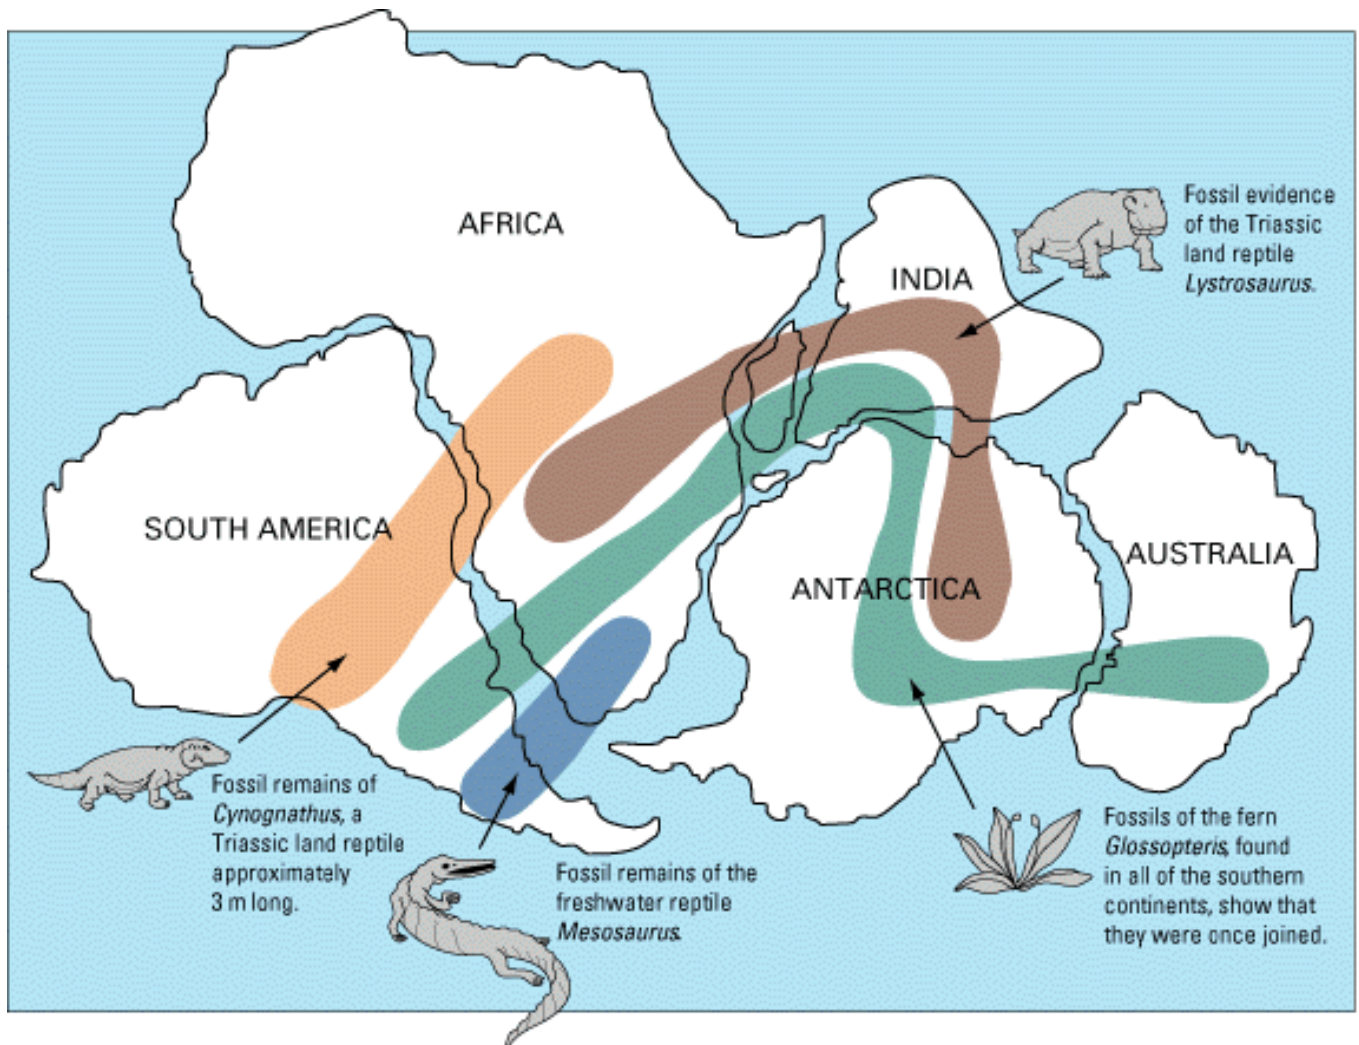 AFRICA
INDIA
Fossil evidence
of the Triassic
land reptile
Lystrosaurus.
SOUTH AMERICA
ANTARCTICA
AUSTRALIA
Fossil remains of
Cynognathus, a
Triassic land reptile
approximately
3 m long.
Fossil remains of the
freshwater reptile
Mesosaurus.
Fossils of the fern
Glossopteris, found
in all of the southern
continents, show that
they were once joined.